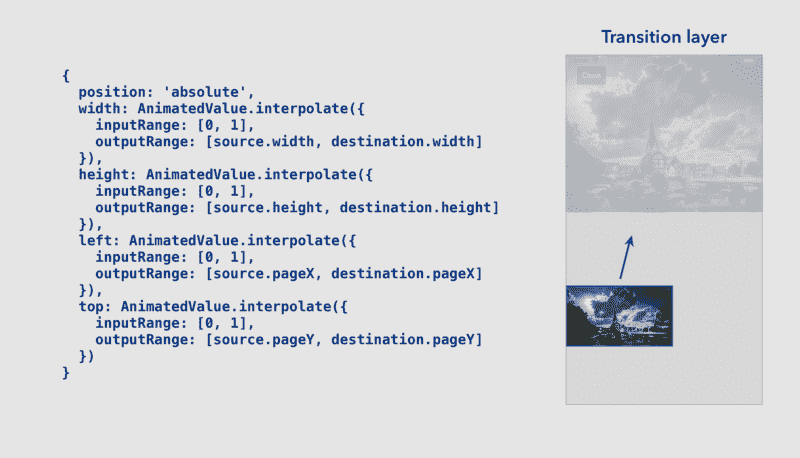 Transition layer
{
  position: 'absolute',
  width: AnimatedValue.interpolate({
    inputRange: [0, 1],
    outputRange: [source.width, destination.width]
  }),
  height: AnimatedValue.interpolate({
    inputRange: [0, 1],
    outputRange: [source.height, destination.height]
  }),
  left: AnimatedValue.interpolate({
    inputRange: [0, 1],
    outputRange: [source.pageX, destination.pageX]
  }),
  top: AnimatedValue.interpolate({
    inputRange: [0, 1],
    outputRange: [source.pageY, destination.pageY]
  })
}
Close